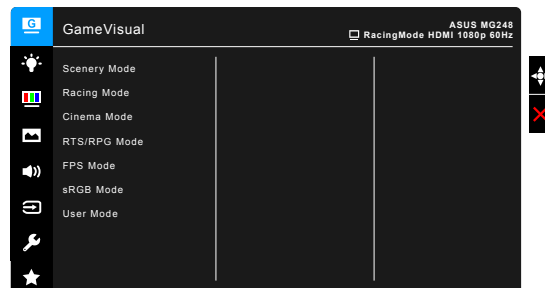 G
GameVisual
ASUS MG248
RacingMode HDMI 1080p 60Hz
Scenery Mode
Racing Mode
Cinema Mode
RTS/RPG Mode
FPS Mode
sRGB Mode
User Mode